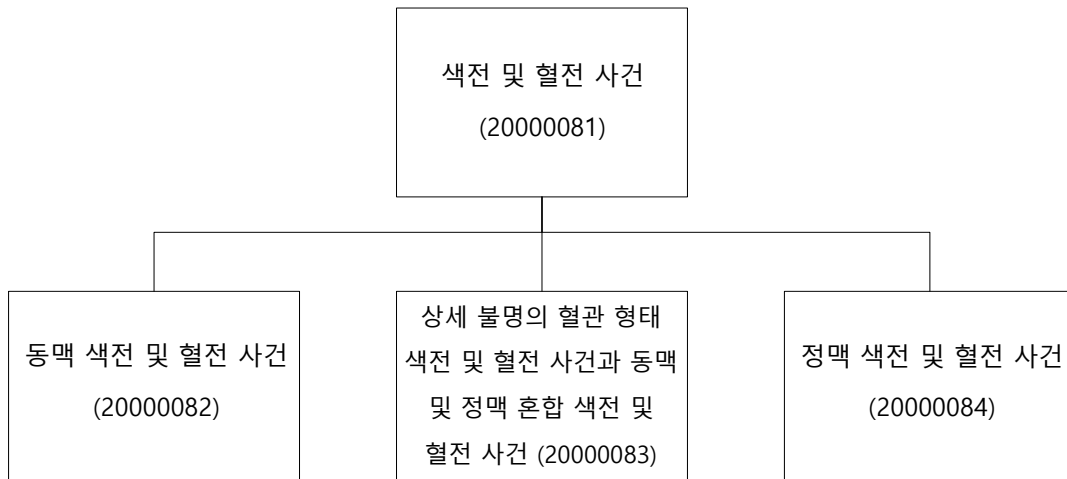 색전 및 혈전 사건
(20000081)
동맥 색전 및 혈전 사건
(20000082)
상세 불명의 혈관 형태
색전 및 혈전 사건과 동맥
및 정맥 혼합 색전 및
혈전 사건 (20000083)
정맥 색전 및 혈전 사건
(20000084)